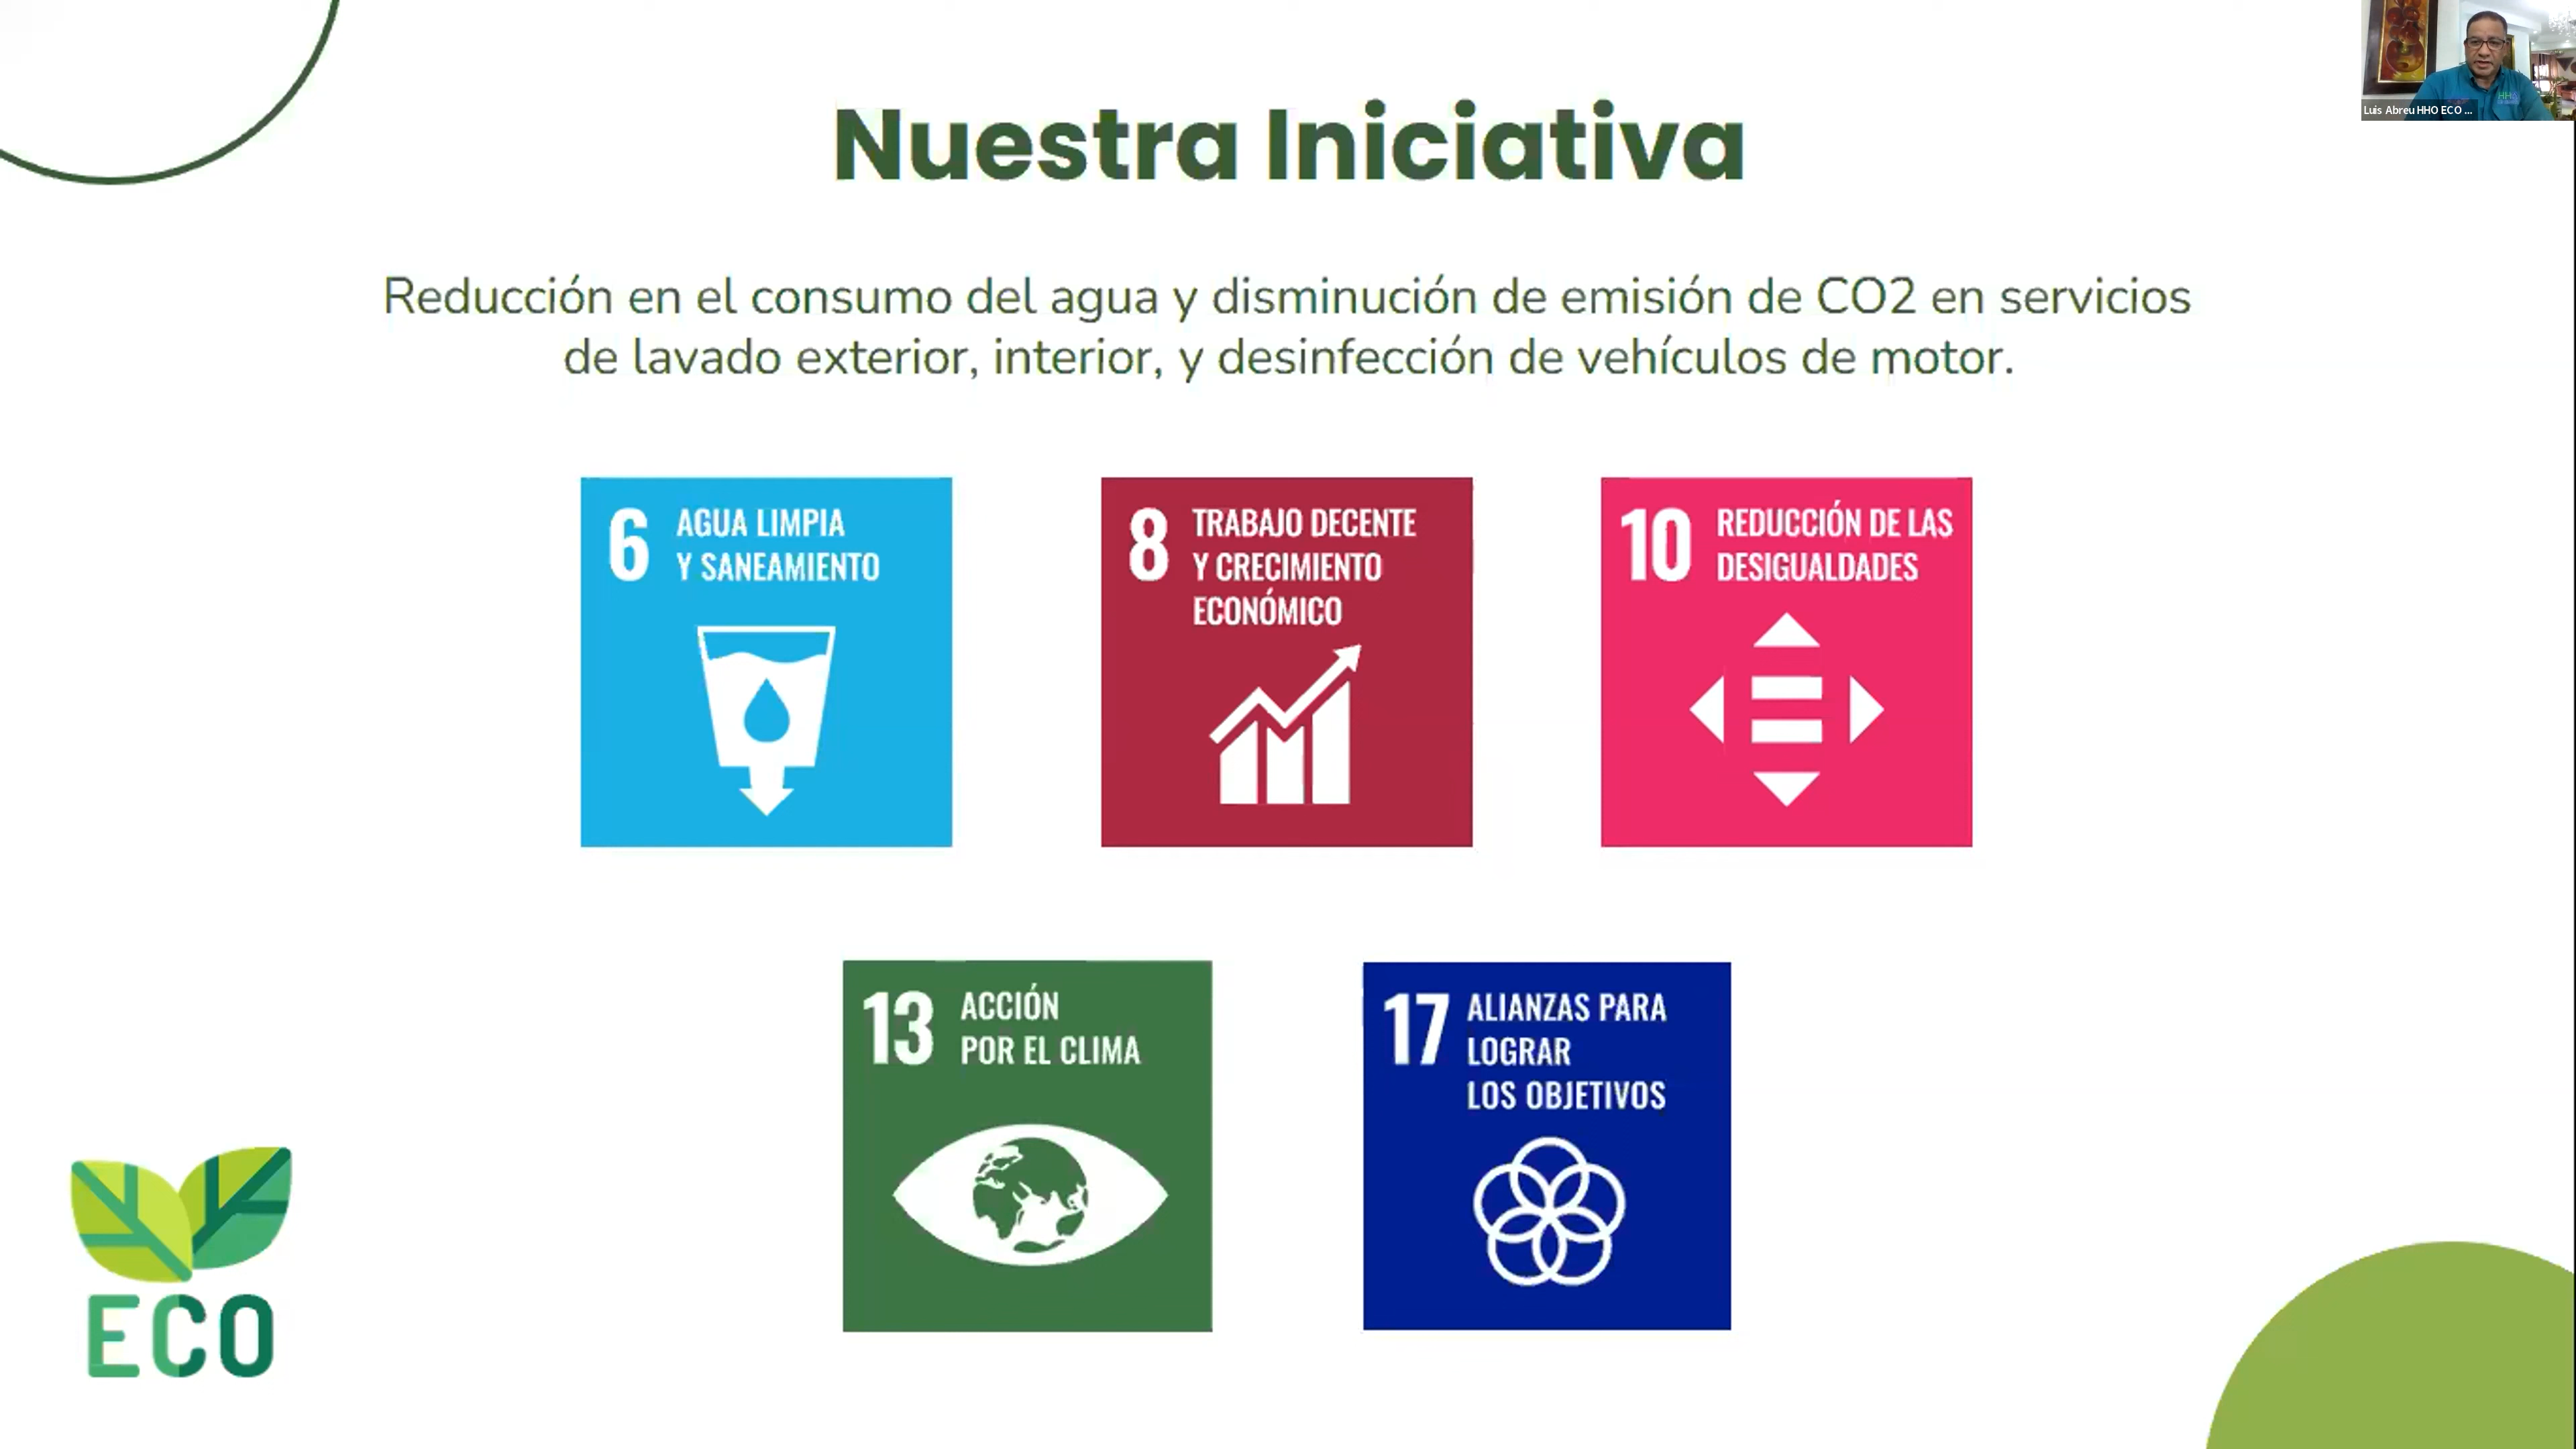 Nuestra Iniciativa
Reducción en el consumo del agua y disminución de emisión de CO2 en servicios
de lavado exterior, interior, y desinfección de vehículos de motor.
6 AGUA LIMPIA
Y SANEAMIENTO
8 TRABAJO DECENTE
Y CRECIMIENTO
ECONÓMICO
10 REDUCCIÓN DE LAS
DESIGUALDADES
13 ACCIÓN
POR EL CLIMA
17 ALIANZAS PARA
LOGRAR
LOS OBJETIVOS
ECO
Luis Abreu HHO ECO ...